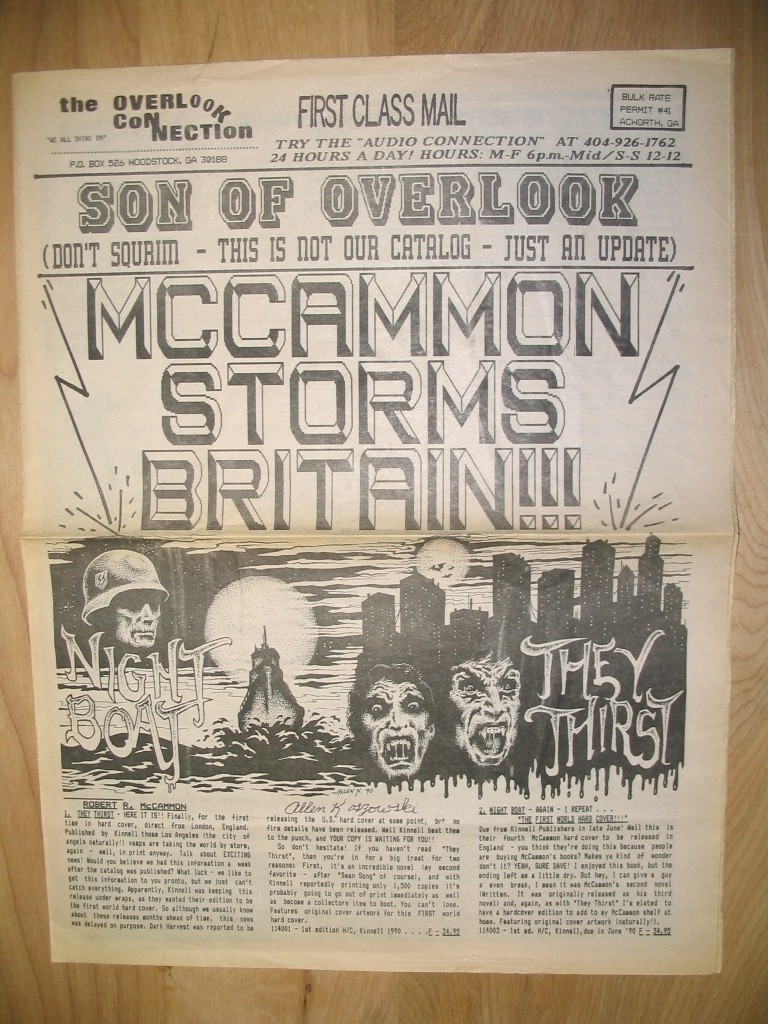 the OVERLOOK
CONNECTION
"WE ALL SHINE ON"
P.O. BOX 526 WOODSTOCK, GA 30188
FIRST CLASS MAIL
BULK RATE
PERMIT #41
ACWORTH, GA
TRY THE "AUDIO CONNECTION" AT 404-926-1762
24 HOURS A DAY! HOURS: M-F 6p.m.-Mid/S-S 12-12
SON OF OVERLOOK
(DON'T SQURIM - THIS IS NOT OUR CATALOG - JUST AN UPDATE)
MCCAMMON
STORMS
BRITAIN!!!
NIGHT
BOAT
THEY
THIRST
ALLEN K. '90
Allen Koszowski
ROBERT R. McCAMMON
1. THEY THIRST - HERE IT IS!! Finally, for the first
time in hard cover, direct from London, England.
Published by Kinnell those Los Angeles (the city of
angels naturally!) vamps are taking the world by storm,
again - well, in print anyway. Talk about EXCITING
news! Would you believe we had this information a week
after the catalog was published? What luck - we like to
get this information to you pronto, but we just can't
catch everything. Apparently, Kinnell was keeping this
release under wraps, as they wanted their edition to be
the first world hard cover. So although we usually know
about these releases months ahead of time, this news
was delayed on purpose. Dark Harvest was reported to be
releasing the U.S. hard cover at some point, but no
firm details have been released. Well Kinnell beat them
to the punch, and YOUR COPY IS WAITING FOR YOU!!
So don't hesitate! If you haven't read "They
Thirst", then you're in for a big treat for two
reasons! First, it's an incredible novel (my second
favorite - after "Swan Song" of course), and with
Kinnell reportedly printing only 1,500 copies it's
probably going to go out of print immediately as well
as become a collectors item to boot. You can't lose.
Features original cover artwork for this FIRST world
hard cover.
114001 - 1st edition H/C, Kinnell 1990 . . . . F - 34.95
2. NIGHT BOAT - AGAIN - I REPEAT . . .
"THE FIRST WORLD HARD COVER!!!"
Due from Kinnell Publishers in late June! Well this is
their fourth McCammon hard cover to be released in
England - you think they're doing this because people
are buying McCammon's books? Makes ya kind of wonder
don't it? YEAH, SURE DAVE! I enjoyed this book, but the
ending left me a little dry. But hey, I can give a guy
a even break, I mean it was McCammon's second novel
written. It was originally released as his third
novel) and, again, as with "They Thirst" I'm elated to
have a hardcover edition to add to my McCammon shelf at
home. Featuring original cover artwork (naturally!).
114002 - 1st ed. H/C, Kinnell,due in June '90 F - 34.95